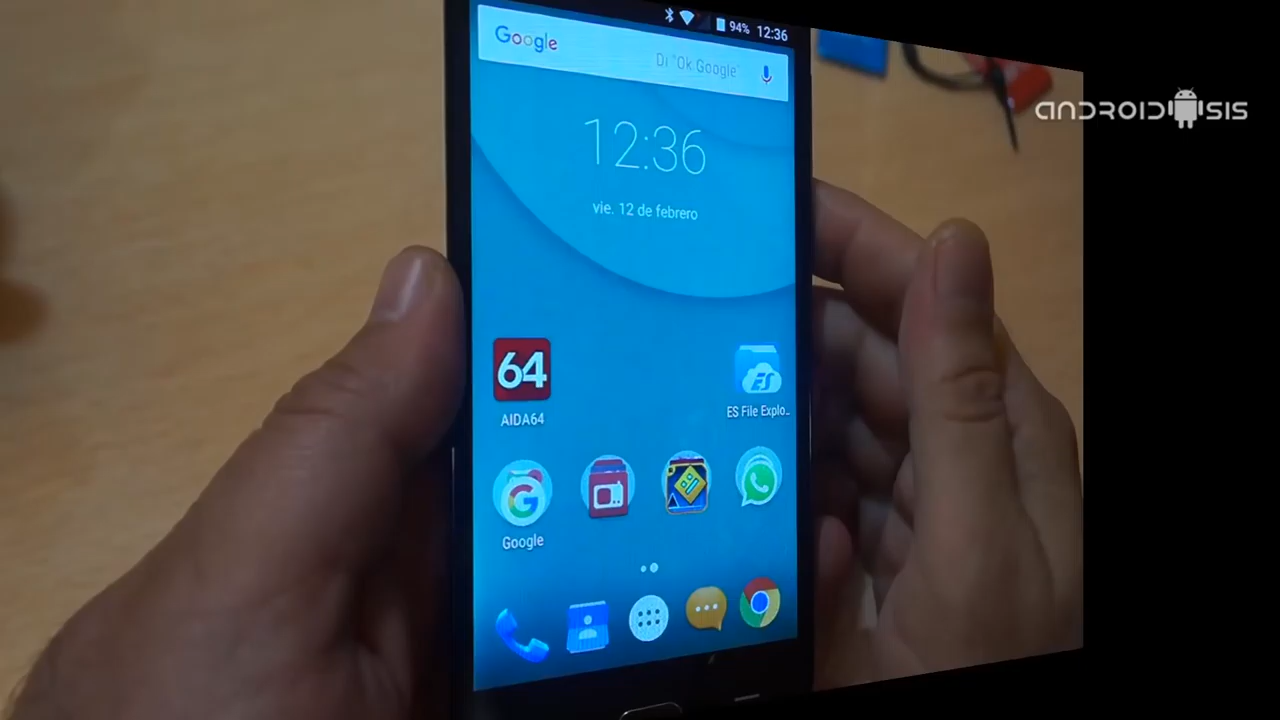 94% 12:36
Google
Di "Ok Google"
ANDROIDSIS
12:36
vie. 12 de febrero
64
AIDA64
ES
ES File Explo..
G
Google